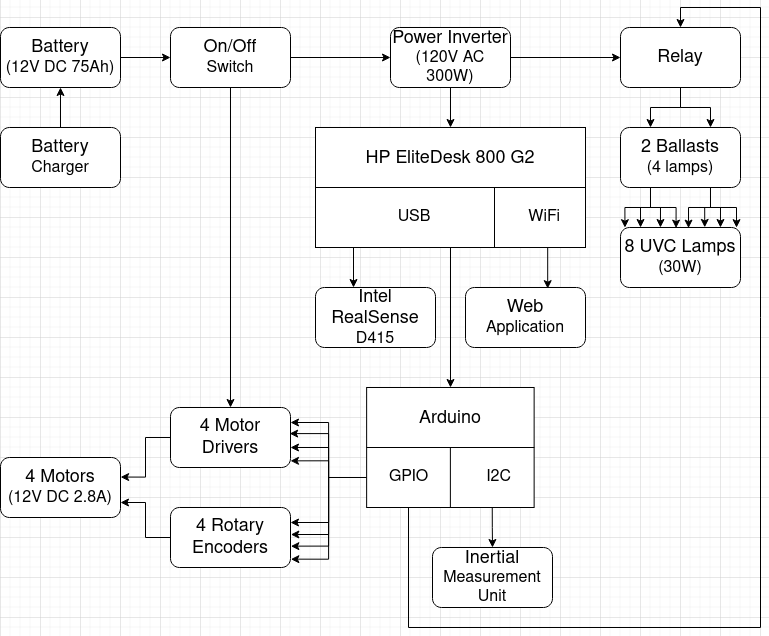 Battery
(12V DC 75Ah)
On/Off
Switch
Power Inverter
(120V AC
300W)
Relay
Battery
Charger
HP EliteDesk 800 G2
USB
WiFi
2 Ballasts
(4 lamps)
8 UVC Lamps
(30W)
Intel
RealSense
D415
Web
Application
4 Motor
Drivers
Arduino
GPIO
I2C
4 Motors
(12V DC 2.8A)
4 Rotary
Encoders
Inertial
Measurement
Unit